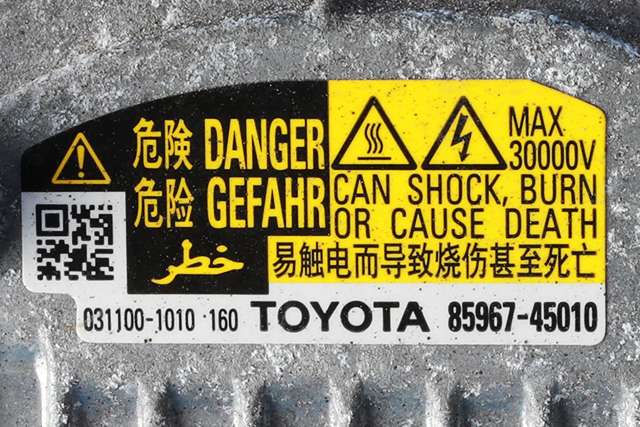 危険 DANGER
危险 GEFAHR
خطر
MAX
30000V
CAN SHOCK, BURN
OR CAUSE DEATH
易触电而导致烧伤甚至死亡
031100-1010 160 TOYOTA 85967-45010